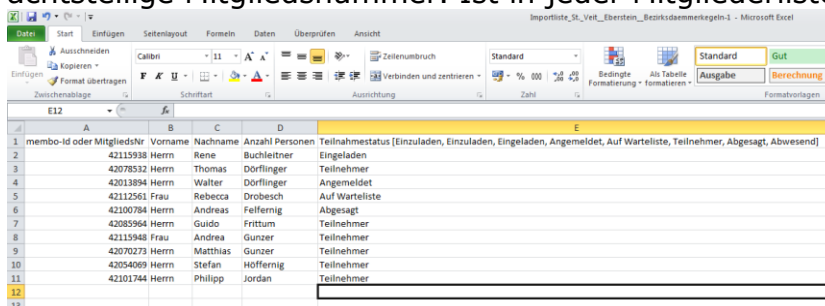 achtstellige Mitgliedsnummer. Ist in jeder Mitgliederliste
Importliste_St._Veit__Eberstein__Bezirksdaemmerkegeln-1 - Microsoft Excel
Datei Start Einfügen Seitenlayout Formeln Daten Überprüfen Ansicht
Ausschneiden
Kopieren
Format übertragen
Einfügen
Zwischenablage
Calibri 11
F K U
Schriftart
Zeilenumbruch
Verbinden und zentrieren
Ausrichtung
Standard
% 000
Zahl
Bedingte Formatierung
Als Tabelle formatieren
Standard Gut
Ausgabe Berechnung
Formatvorlagen
E12 fx
A B C D E
1 membo-Id oder MitgliedsNr Vorname Nachname Anzahl Personen Teilnahmestatus [Einzuladen, Einzuladen, Eingeladen, Angemeldet, Auf Warteliste, Teilnehmer, Abgesagt, Abwesend]
2 42115938 Herrn Rene Buchleitner Eingeladen
3 42078532 Herrn Thomas Dörflinger Teilnehmer
4 42013894 Herrn Walter Dörflinger Angemeldet
5 42112561 Frau Rebecca Drobesch Auf Warteliste
6 42100784 Herrn Andreas Felfernig Abgesagt
7 42085964 Herrn Guido Frittum Teilnehmer
8 42115948 Frau Andrea Gunzer Teilnehmer
9 42070273 Herrn Matthias Gunzer Teilnehmer
10 42054069 Herrn Stefan Höffernig Teilnehmer
11 42101744 Herrn Philipp Jordan Teilnehmer
12
13